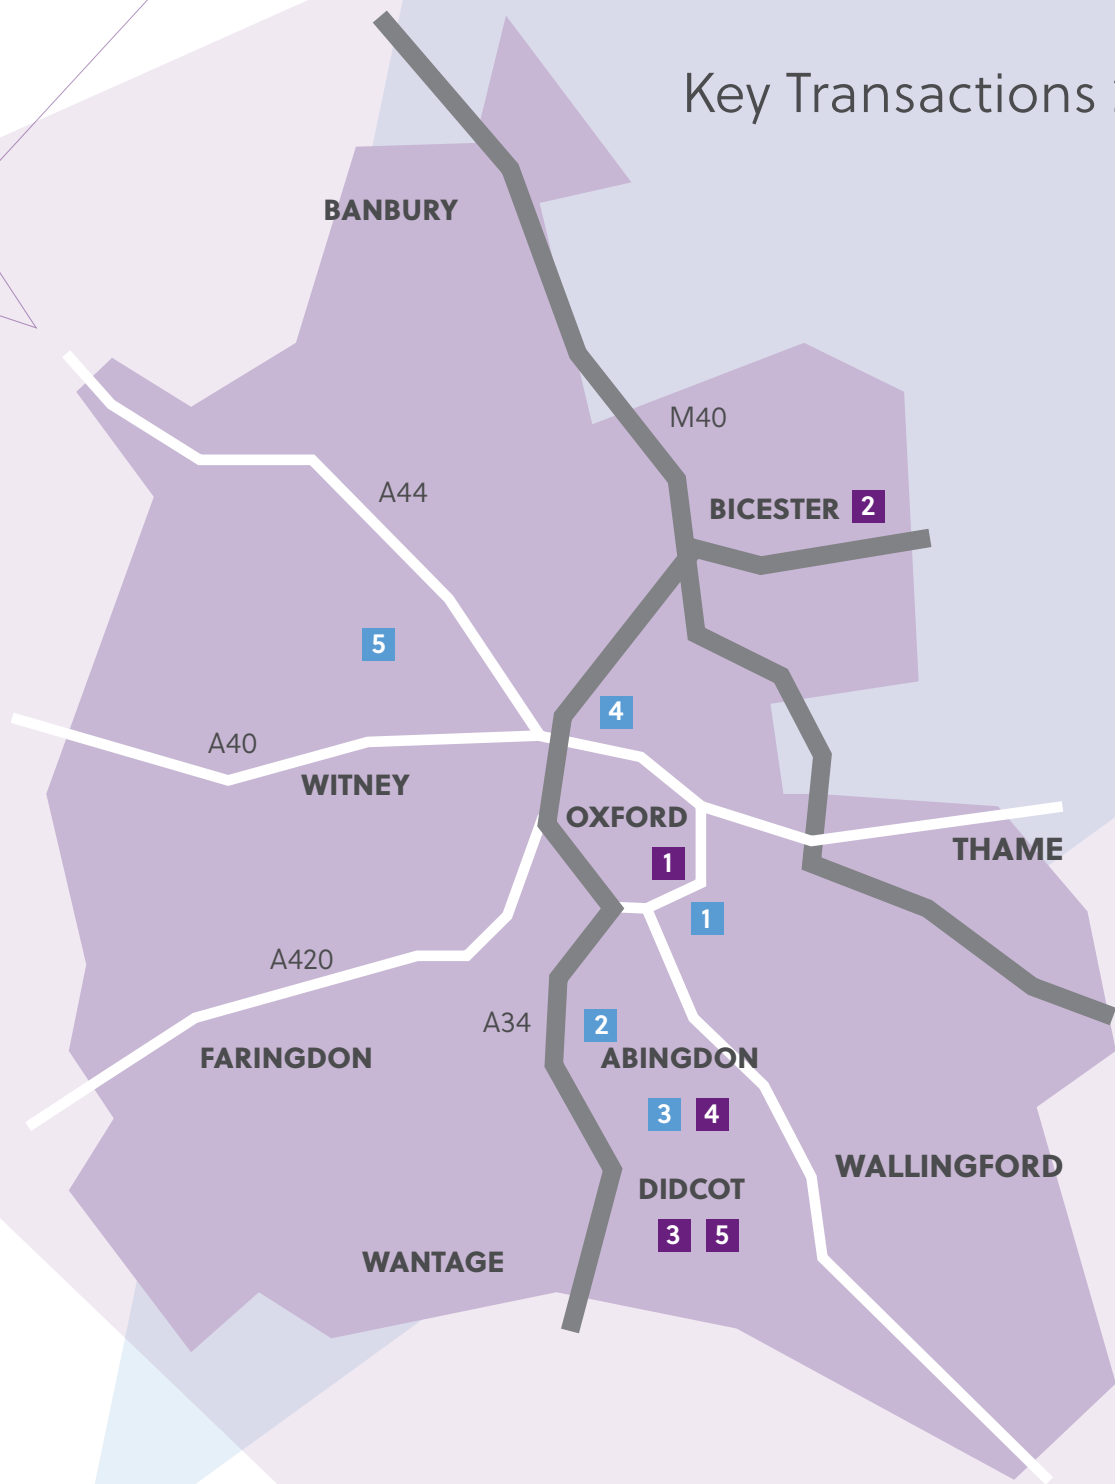 Key Transactions
BANBURY
M40
A44
BICESTER 2
5
4
A40
WITNEY
OXFORD
1
THAME
1
A420
A34
2
FARINGDON
ABINGDON
3 4
WALLINGFORD
DIDCOT
3 5
WANTAGE